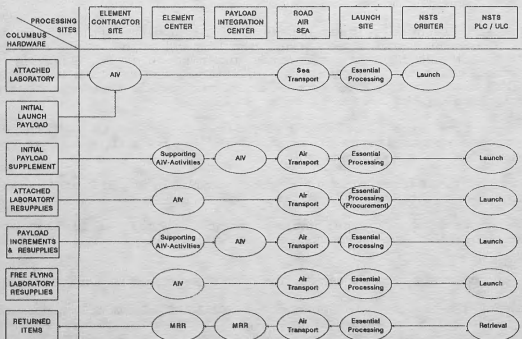 PROCESSING
SITES
COLUMBUS
HARDWARE
ELEMENT
CONTRACTOR
SITE
ELEMENT
CENTER
PAYLOAD
INTEGRATION
CENTER
ROAD
AIR
SEA
LAUNCH
SITE
NSTS
ORBITER
NSTS
PLC / ULC
ATTACHED
LABORATORY
AIV
Sea
Transport
Essential
Processing
Launch
INITIAL
LAUNCH
PAYLOAD
INITIAL
PAYLOAD
SUPPLEMENT
Supporting
AIV-Activities
AIV
Air
Transport
Essential
Processing
Launch
ATTACHED
LABORATORY
RESUPPLIES
AIV
Air
Transport
Essential
Processing
(Procurement)
Launch
PAYLOAD
INCREMENTS
& RESUPPLIES
Supporting
AIV-Activities
AIV
Air
Transport
Essential
Processing
Launch
FREE FLYING
LABORATORY
RESUPPLIES
AIV
Air
Transport
Essential
Processing
Launch
RETURNED
ITEMS
MRR
MRR
Air
Transport
Essential
Processing
Retrieval